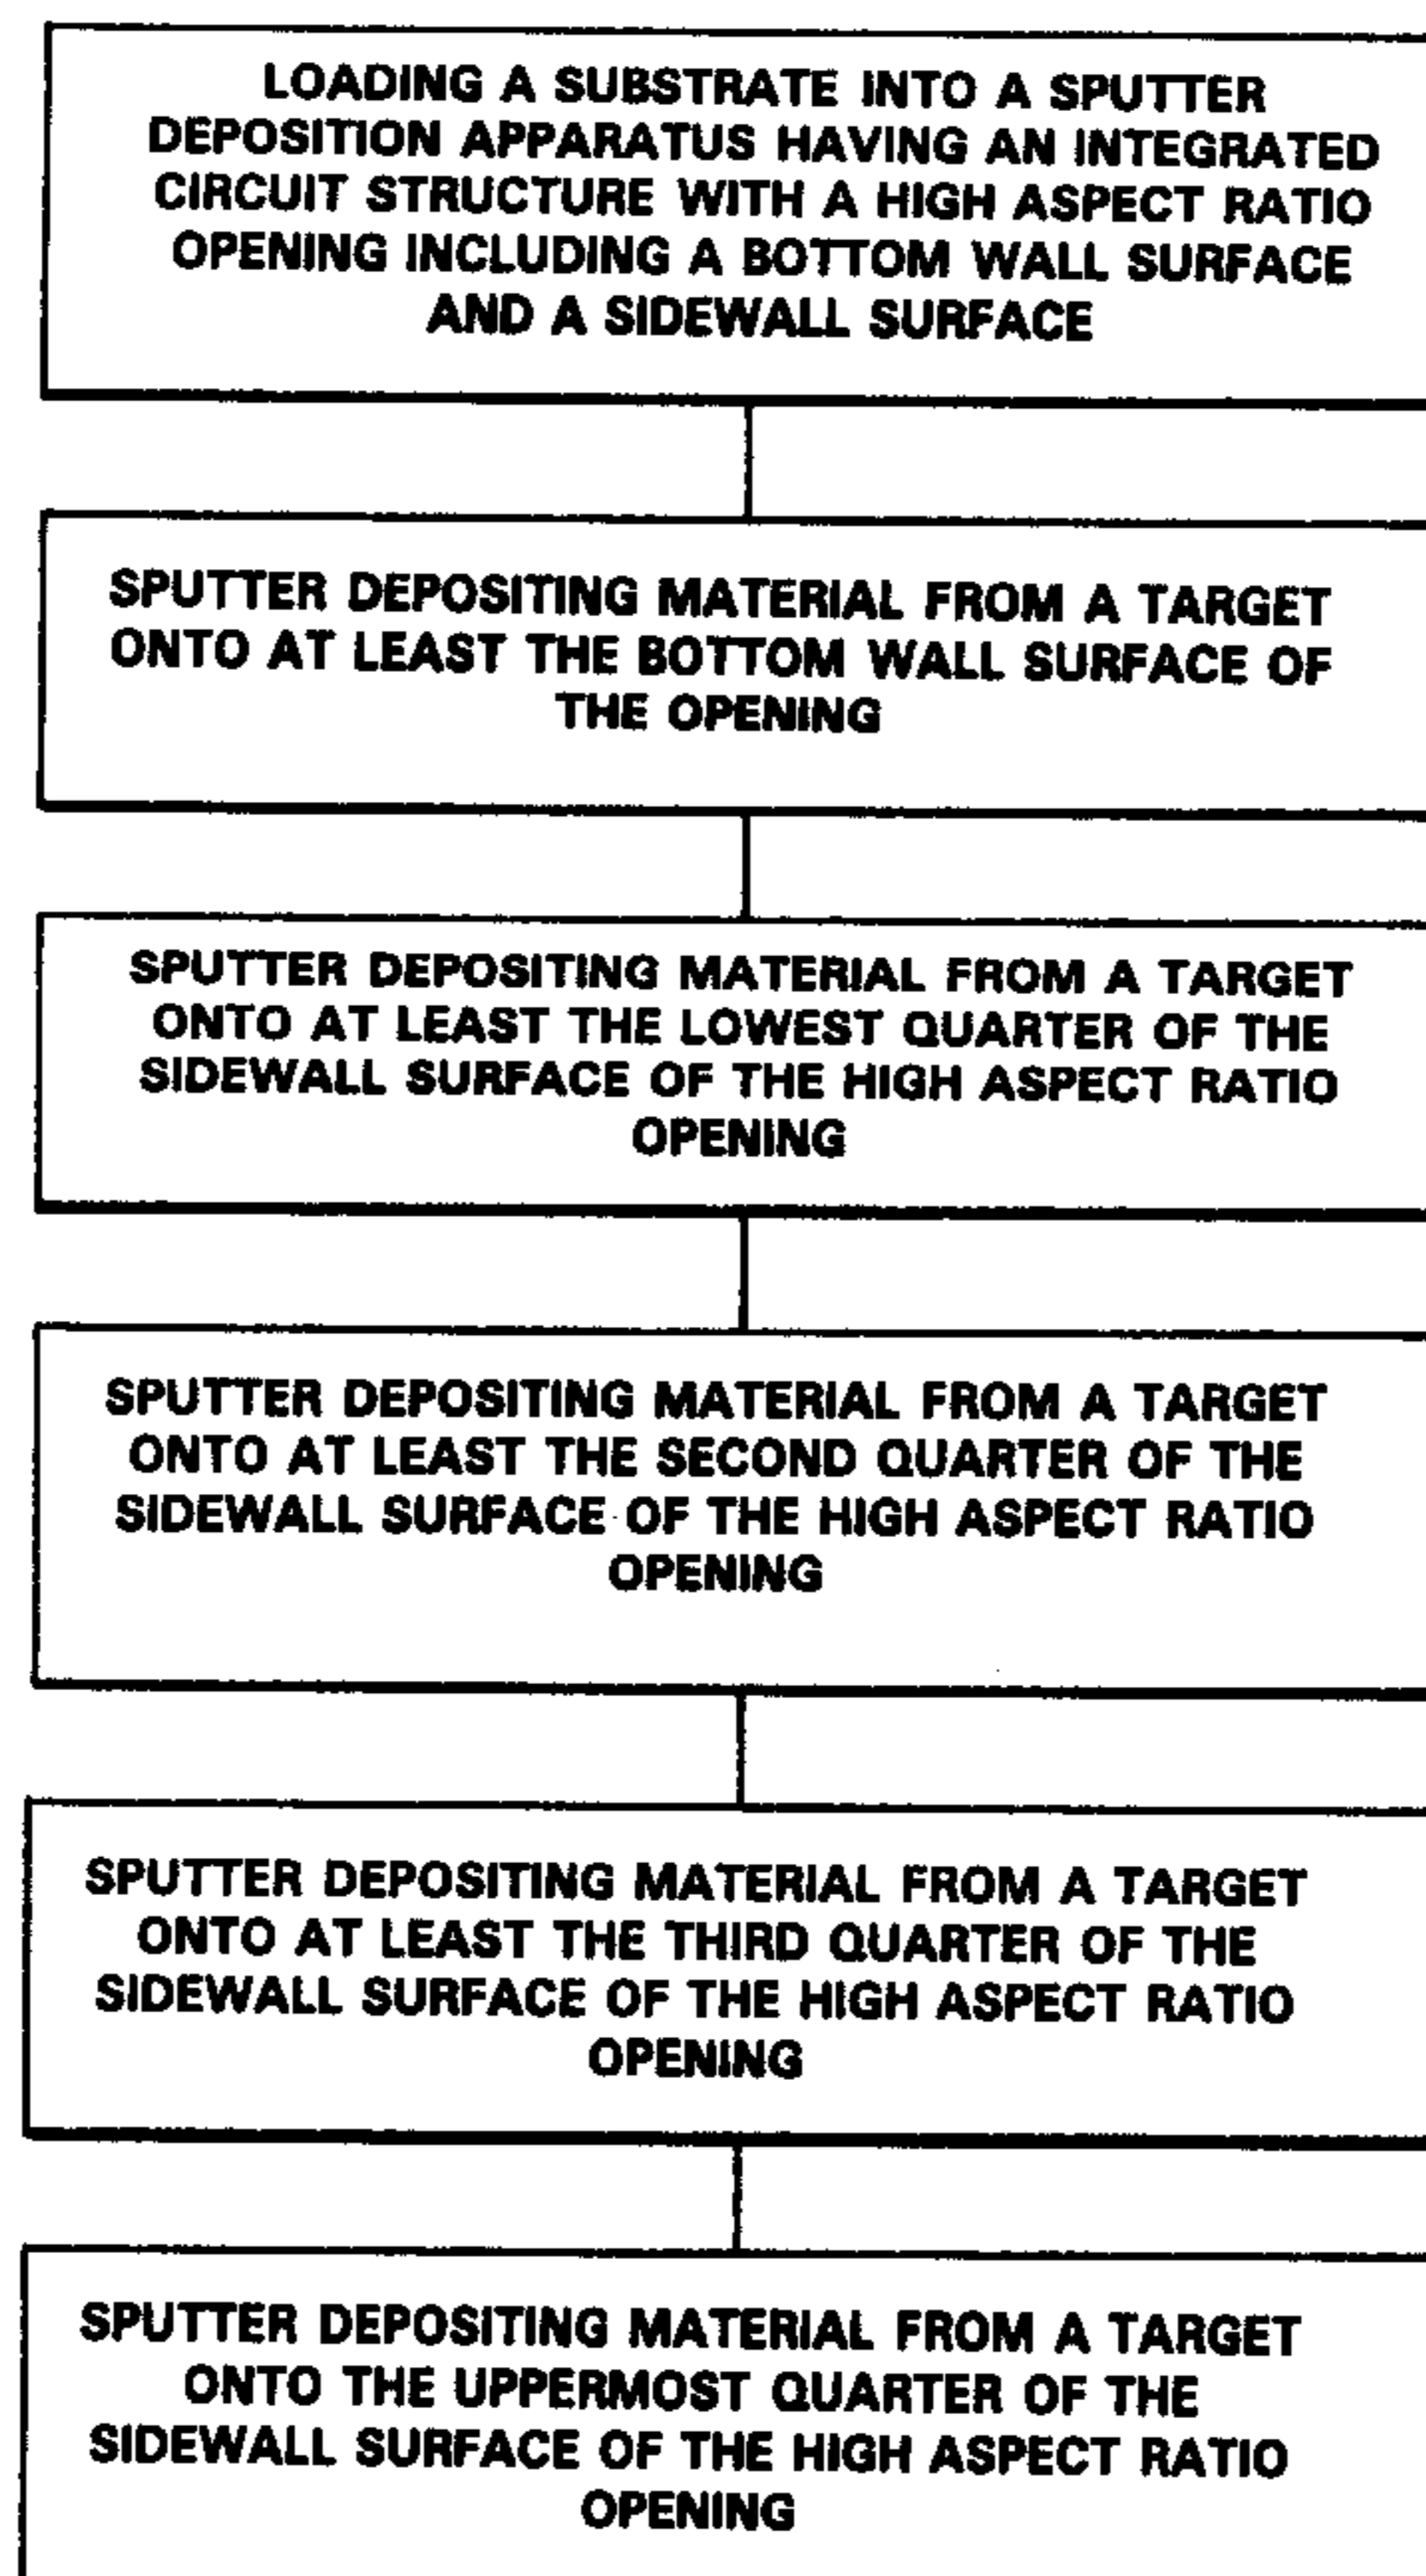 LOADING A SUBSTRATE INTO A SPUTTER
DEPOSITION APPARATUS HAVING AN INTEGRATED
CIRCUIT STRUCTURE WITH A HIGH ASPECT RATIO
OPENING INCLUDING A BOTTOM WALL SURFACE
AND A SIDEWALL SURFACE
SPUTTER DEPOSITING MATERIAL FROM A TARGET
ONTO AT LEAST THE BOTTOM WALL SURFACE OF
THE OPENING
SPUTTER DEPOSITING MATERIAL FROM A TARGET
ONTO AT LEAST THE LOWEST QUARTER OF THE
SIDEWALL SURFACE OF THE HIGH ASPECT RATIO
OPENING
SPUTTER DEPOSITING MATERIAL FROM A TARGET
ONTO AT LEAST THE SECOND QUARTER OF THE
SIDEWALL SURFACE OF THE HIGH ASPECT RATIO
OPENING
SPUTTER DEPOSITING MATERIAL FROM A TARGET
ONTO AT LEAST THE THIRD QUARTER OF THE
SIDEWALL SURFACE OF THE HIGH ASPECT RATIO
OPENING
SPUTTER DEPOSITING MATERIAL FROM A TARGET
ONTO THE UPPERMOST QUARTER OF THE
SIDEWALL SURFACE OF THE HIGH ASPECT RATIO
OPENING